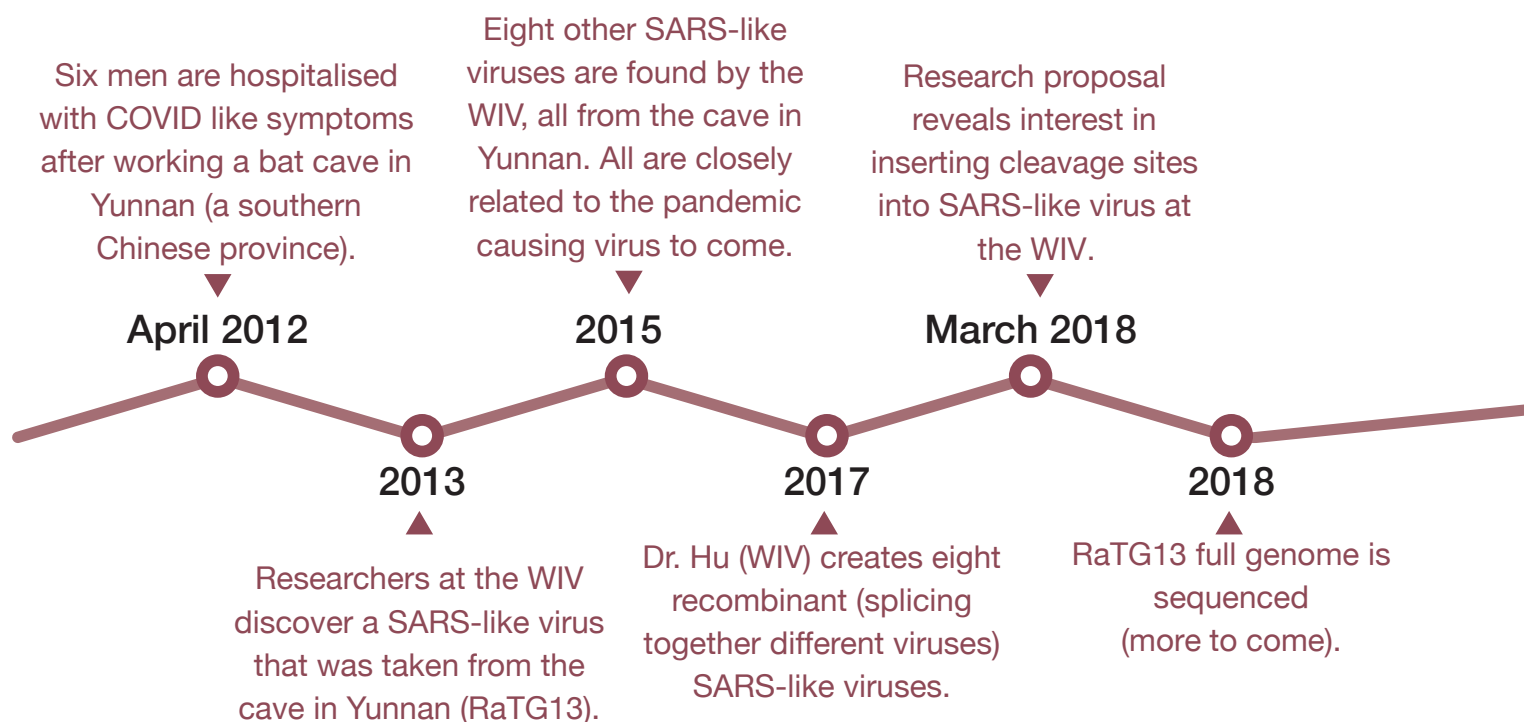 Six men are hospitalised
with COVID like symptoms
after working a bat cave in
Yunnan (a southern
Chinese province).
April 2012
2013
Researchers at the WIV
discover a SARS-like virus
that was taken from the
cave in Yunnan (RaTG13).
Eight other SARS-like
viruses are found by the
WIV, all from the cave in
Yunnan. All are closely
related to the pandemic
causing virus to come.
2015
2017
Dr. Hu (WIV) creates eight
recombinant (splicing
together different viruses)
SARS-like viruses.
Research proposal
reveals interest in
inserting cleavage sites
into SARS-like virus at
the WIV.
March 2018
2018
RaTG13 full genome is
sequenced
(more to come).